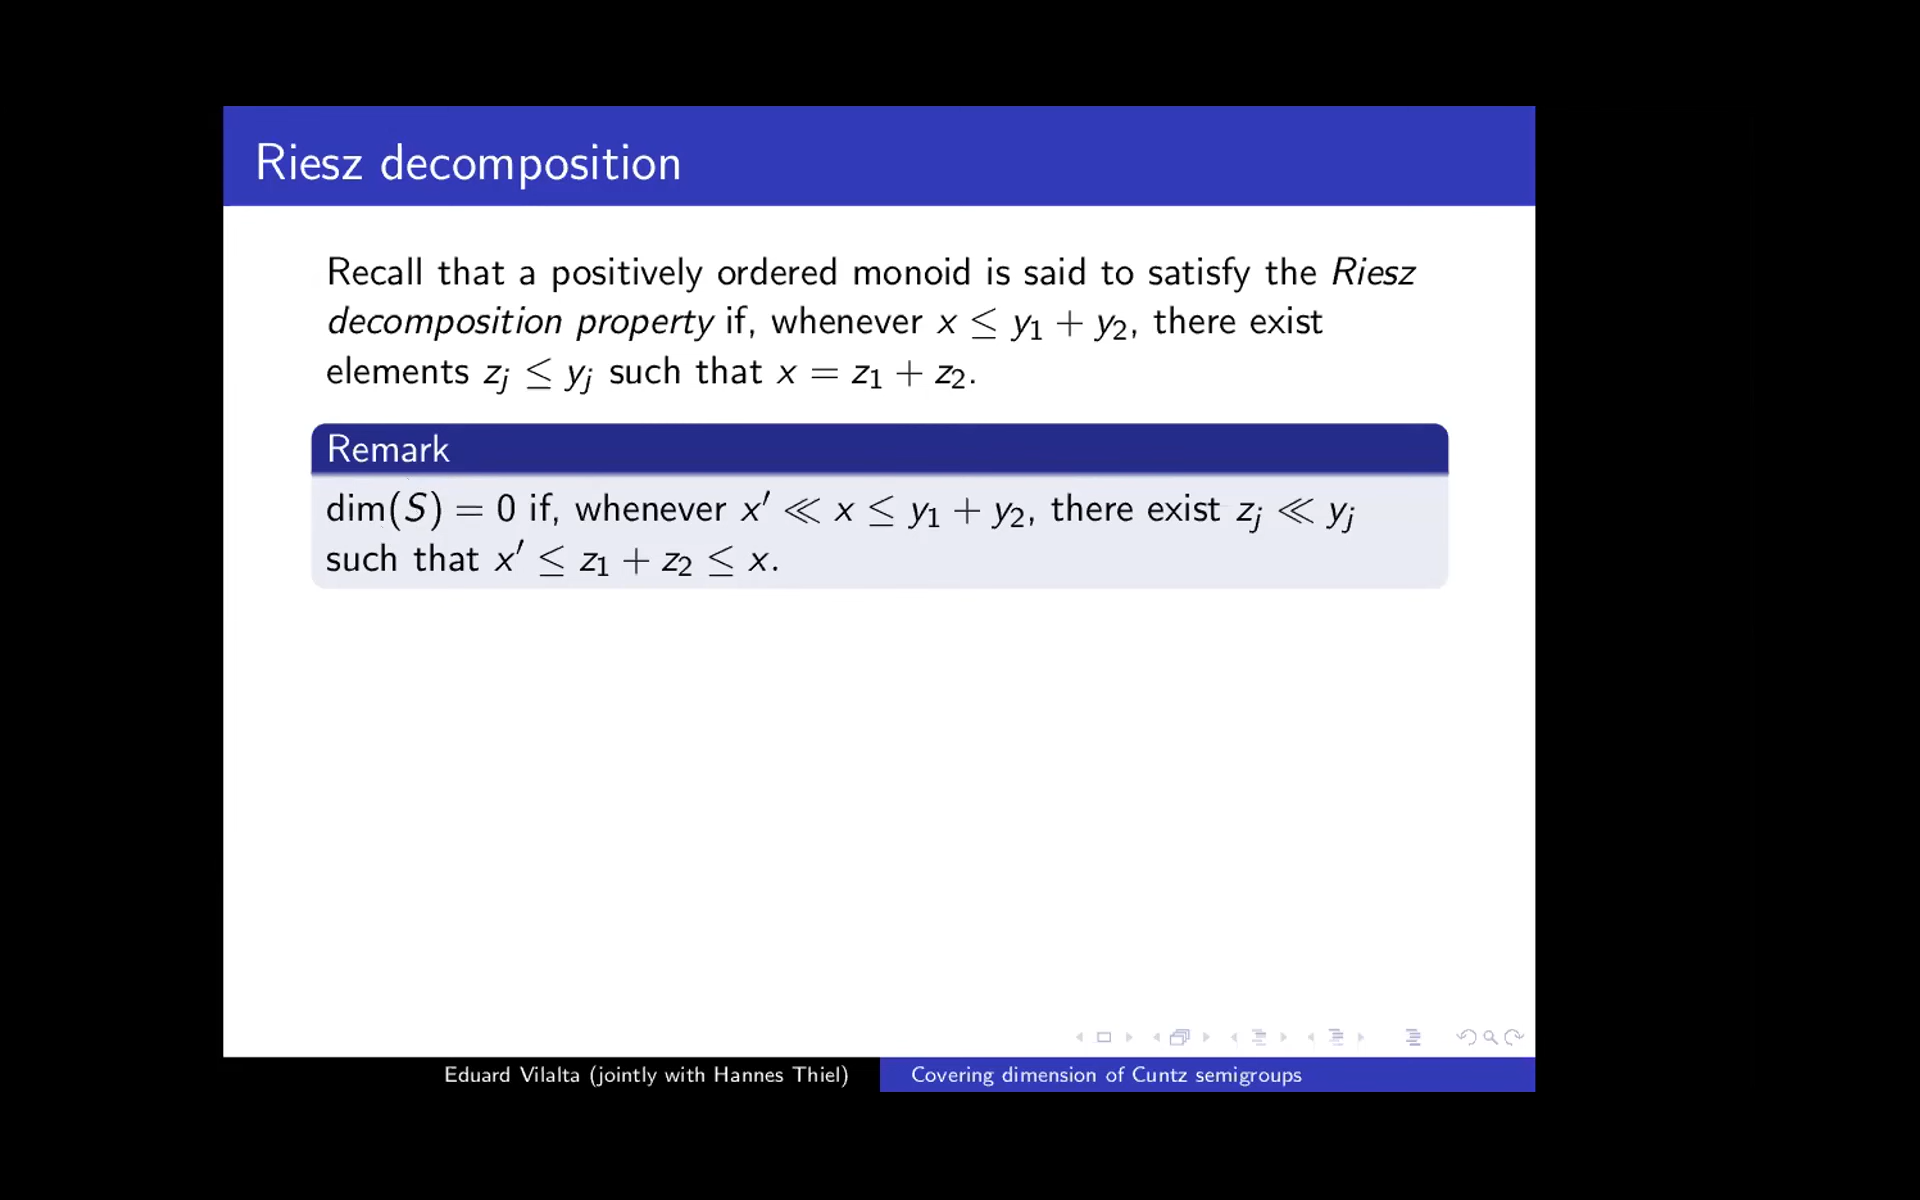 Riesz decomposition
Recall that a positively ordered monoid is said to satisfy the Riesz
decomposition property if, whenever x ≤ y₁ + y₂, there exist
elements zⱼ ≤ yⱼ such that x = z₁ + z₂.
Remark
dim(S) = 0 if, whenever x′ ≪ x ≤ y₁ + y₂, there exist zⱼ ≪ yⱼ
such that x′ ≤ z₁ + z₂ ≤ x.
Eduard Vilalta (jointly with Hannes Thiel)
Covering dimension of Cuntz semigroups